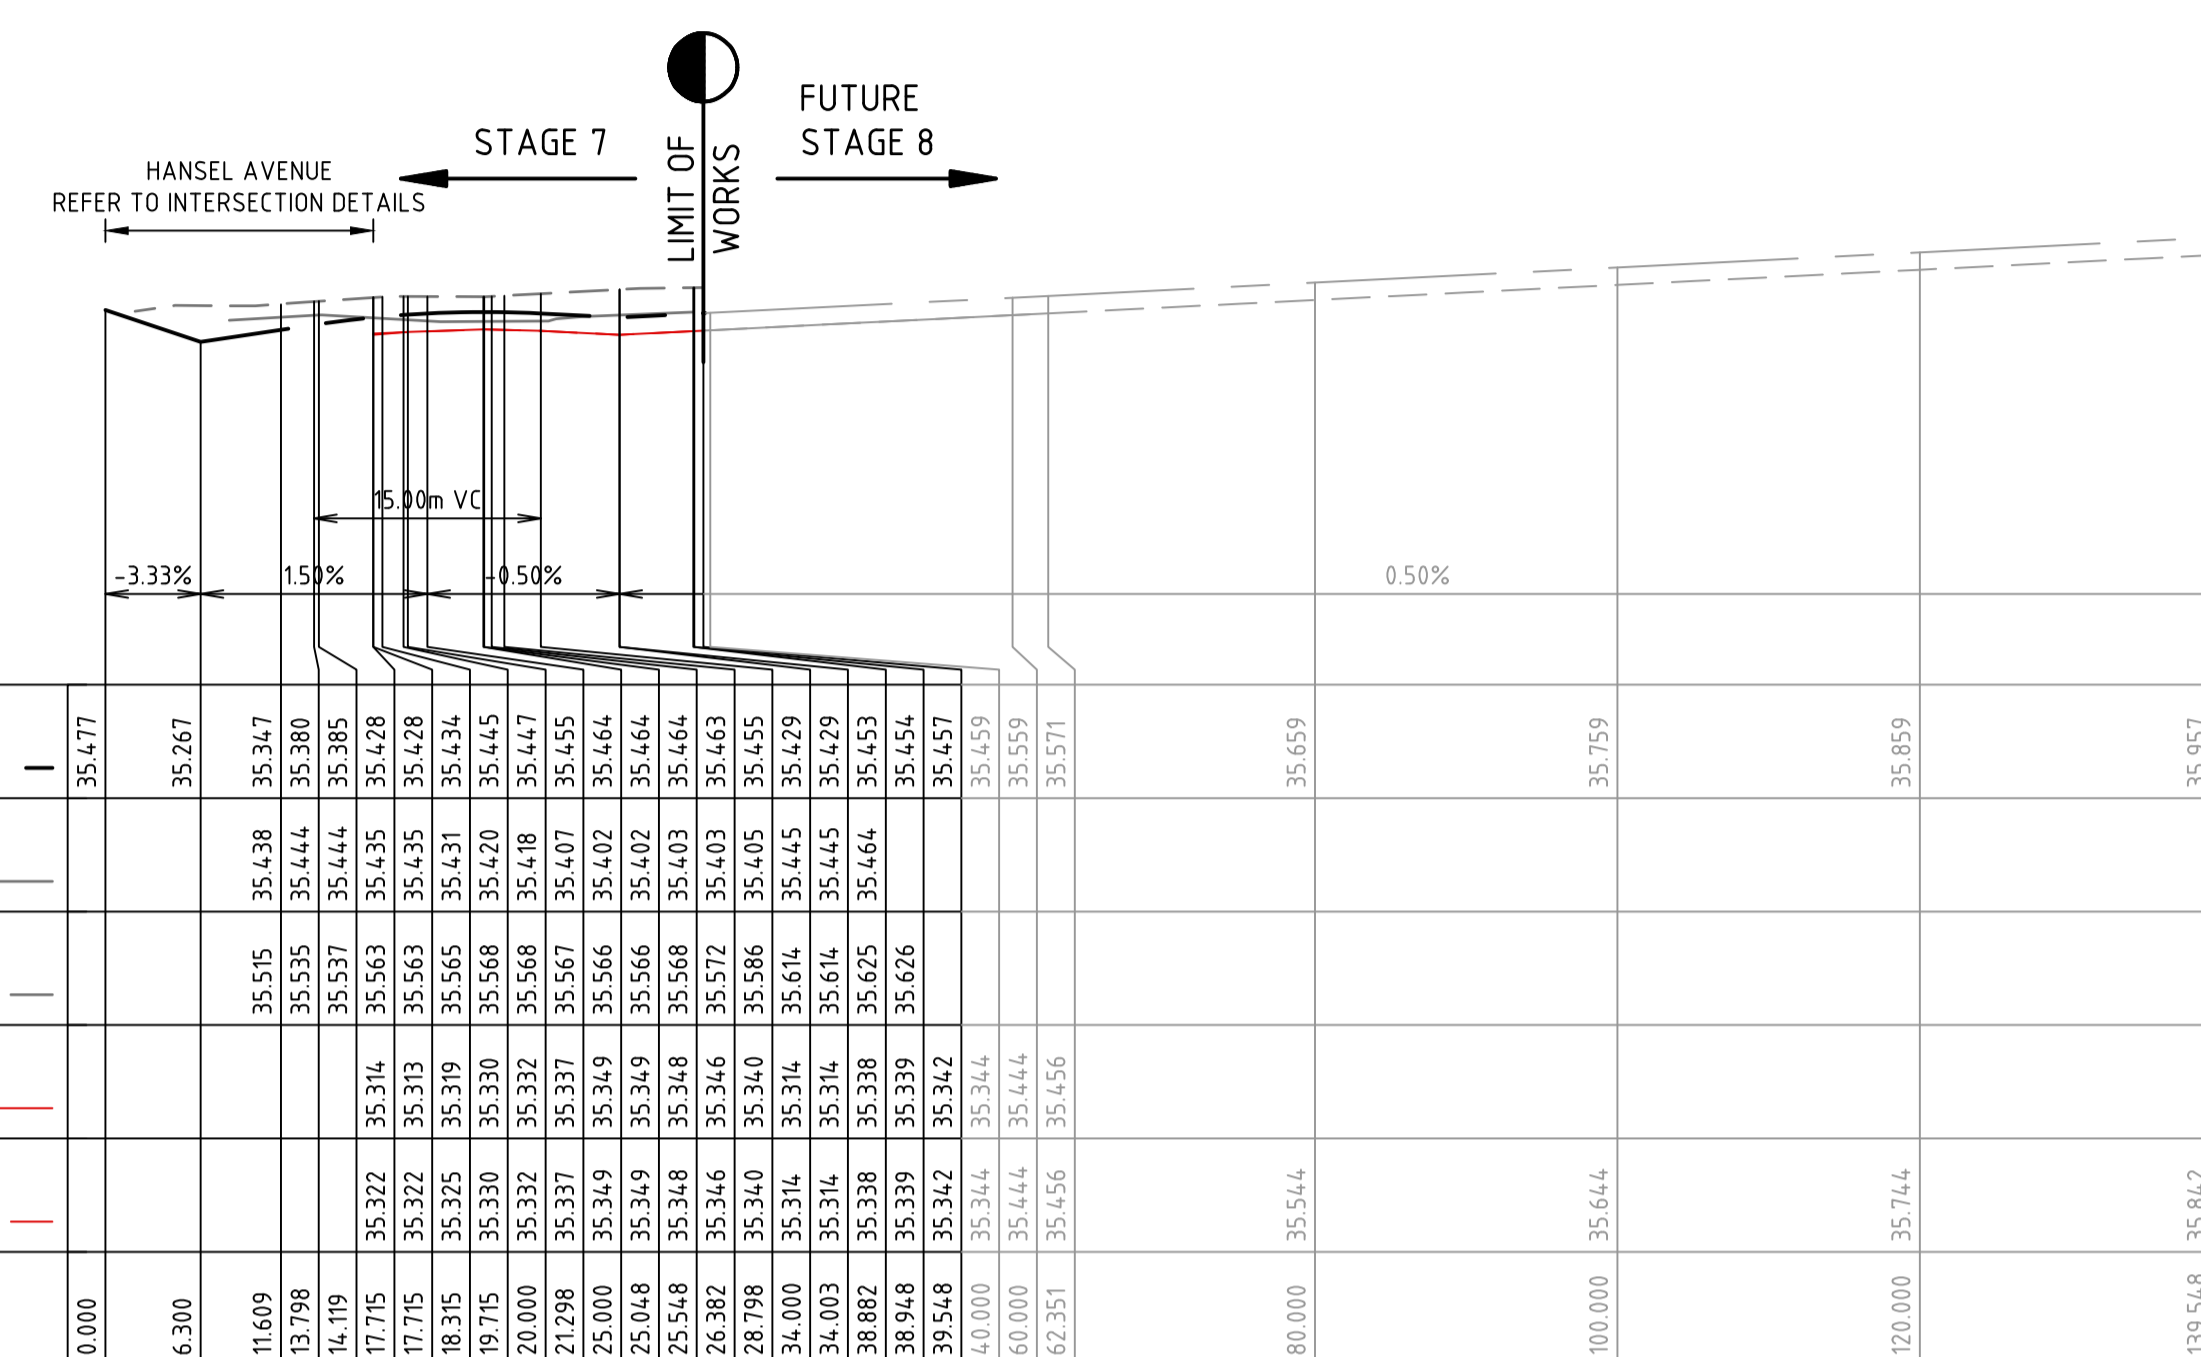 FUTURE
STAGE 7
STAGE 8
LIMIT OF
WORKS
HANSEL AVENUE
REFER TO INTERSECTION DETAILS
15.00m VC
-3.33%
1.50%
-0.50%
0.50%
35.477 35.267 35.347 35.380 35.385 35.428 35.428 35.434 35.445 35.447 35.455 35.464 35.464 35.464 35.463 35.455 35.429 35.429 35.453 35.454 35.457 35.459 35.559 35.571 35.659 35.759 35.859 35.957
35.438 35.444 35.444 35.435 35.435 35.431 35.420 35.418 35.407 35.402 35.402 35.403 35.403 35.405 35.445 35.445 35.464
35.515 35.535 35.537 35.563 35.563 35.565 35.568 35.568 35.567 35.566 35.566 35.568 35.572 35.586 35.614 35.614 35.625 35.626
35.314 35.313 35.319 35.330 35.332 35.337 35.349 35.349 35.348 35.346 35.340 35.314 35.314 35.338 35.339 35.342 35.344 35.444 35.456
35.322 35.322 35.325 35.330 35.332 35.337 35.349 35.349 35.348 35.346 35.340 35.314 35.314 35.338 35.339 35.342 35.344 35.444 35.456 35.544 35.644 35.744 35.842
0.000 6.300 11.609 13.798 14.119 17.715 17.715 18.315 19.715 20.000 21.298 25.000 25.048 25.548 26.382 28.798 34.000 34.003 38.882 38.948 39.548 40.000 60.000 62.351 80.000 100.000 120.000 139.548